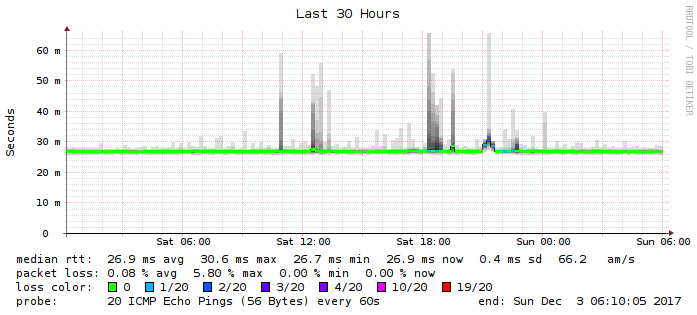 Last 30 Hours
RRDTOOL / TOBI OETIKER
Seconds
60 m
50 m
40 m
30 m
20 m
10 m
0
Sat 06:00 Sat 12:00 Sat 18:00 Sun 00:00 Sun 06:00
median rtt: 26.9 ms avg 30.6 ms max 26.7 ms min 26.9 ms now 0.4 ms sd 66.2 am/s
packet loss: 0.08 % avg 5.80 % max 0.00 % min 0.00 % now
loss color: 0 1/20 2/20 3/20 4/20 10/20 19/20
probe: 20 ICMP Echo Pings (56 Bytes) every 60s end: Sun Dec 3 06:10:05 2017